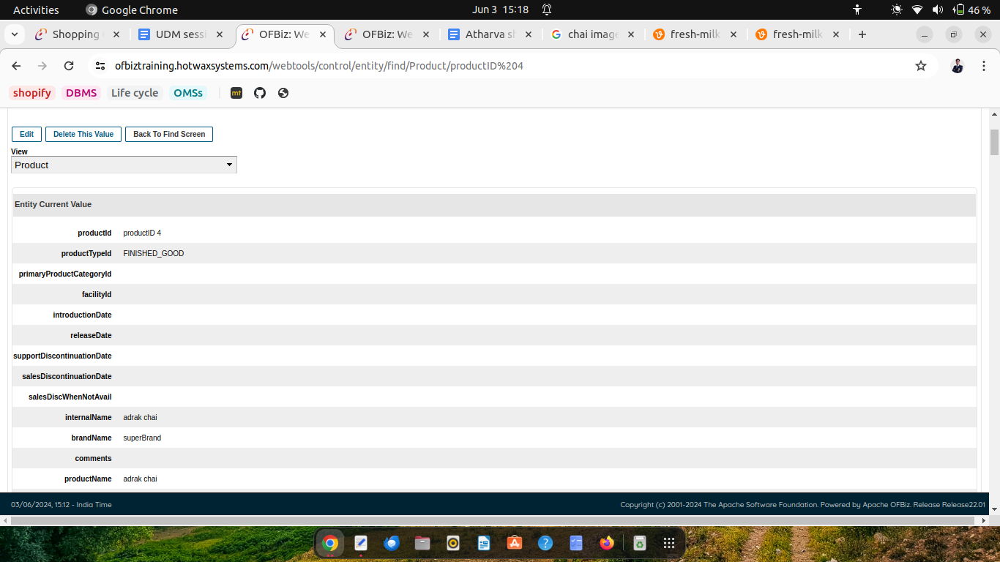 Activities Google Chrome Jun 3 15:18 46 %
Shopping UDM sessi OFBiz: We OFBiz: We Atharva sh chai image fresh-milk fresh-milk
ofbiztraining.hotwaxsystems.com/webtools/control/entity/find/Product/productID%204
shopify DBMS Life cycle OMSs mt
Edit Delete This Value Back To Find Screen
View
Product
Entity Current Value
productId productID 4
productTypeId FINISHED_GOOD
primaryProductCategoryId
facilityId
introductionDate
releaseDate
supportDiscontinuationDate
salesDiscontinuationDate
salesDiscWhenNotAvail
internalName adrak chai
brandName superBrand
comments
productName adrak chai
03/06/2024, 15:12 - India Time Copyright (c) 2001-2024 The Apache Software Foundation. Powered by Apache OFBiz. Release Release22.01